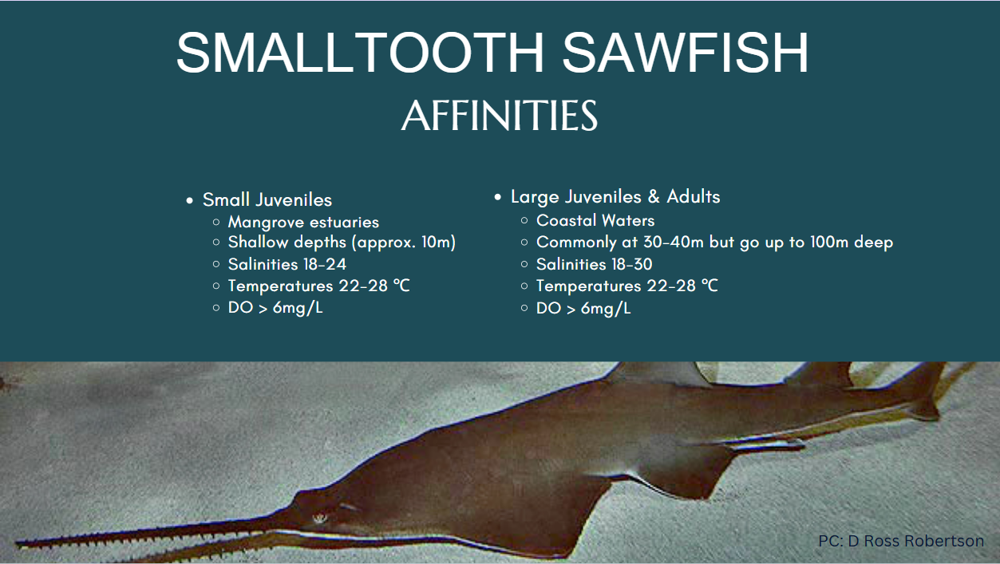 SMALLTOOTH SAWFISH
AFFINITIES
• Small Juveniles
◦ Mangrove estuaries
◦ Shallow depths (approx. 10m)
◦ Salinities 18-24
◦ Temperatures 22-28 ℃
◦ DO > 6mg/L
• Large Juveniles & Adults
◦ Coastal Waters
◦ Commonly at 30-40m but go up to 100m deep
◦ Salinities 18-30
◦ Temperatures 22-28 ℃
◦ DO > 6mg/L
PC: D Ross Robertson